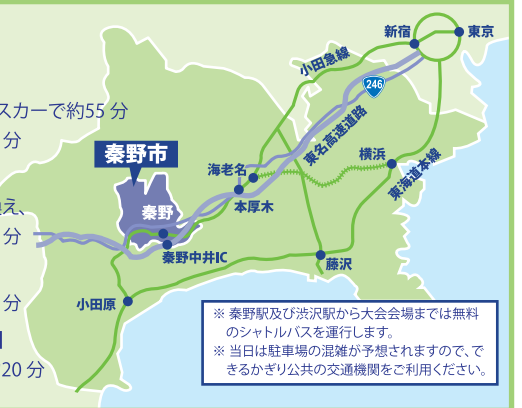 新宿
東京
小田急線
246
スカーで約55分
分
東名高速道路
秦野市
海老名
横浜
東海道本線
え、
秦野
本厚木
分
秦野中井IC
藤沢
分
小田原
20分
※ 秦野駅及び渋沢駅から大会会場までは無料
のシャトルバスを運行します。
※ 当日は駐車場の混雑が予想されますので、で
きるかぎり公共の交通機関をご利用ください。